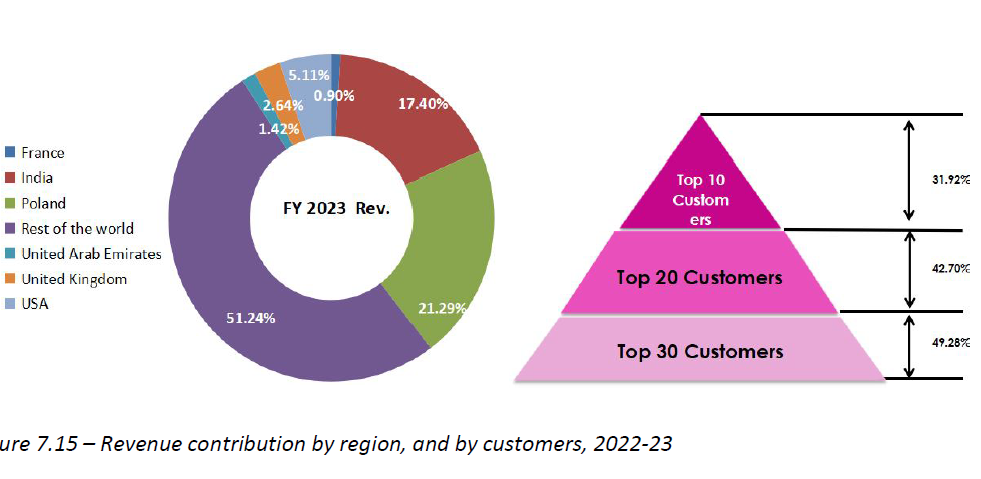 France
India
Poland
Rest of the world
United Arab Emirates
United Kingdom
USA
5.11%
0.90%
2.64%
1.42%
17.40%
FY 2023 Rev.
51.24%
21.29%
Top 10
Custom
ers
Top 20 Customers
Top 30 Customers
31.92%
42.70%
49.28%
ure 7.15 – Revenue contribution by region, and by customers, 2022-23